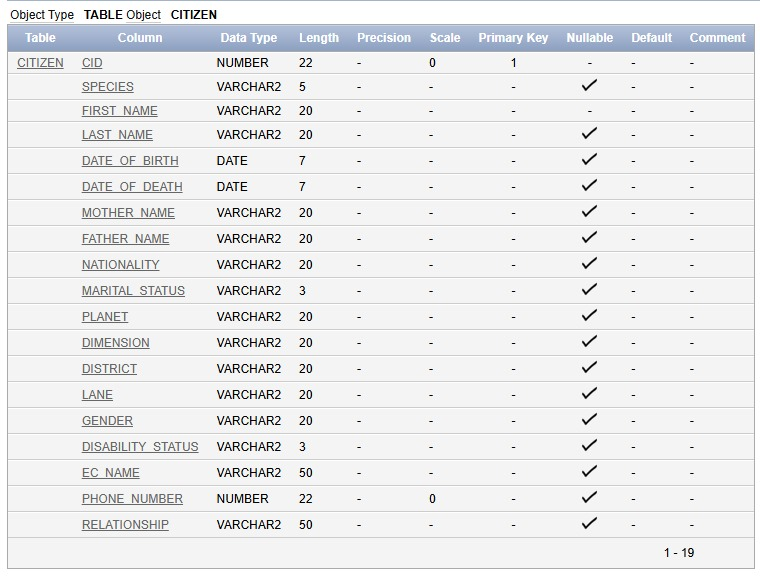 Object Type TABLE Object CITIZEN
Table Column Data Type Length Precision Scale Primary Key Nullable Default Comment
CITIZEN CID NUMBER 22 - 0 1 - - -
SPECIES VARCHAR2 5 - - - ✓ - -
FIRST_NAME VARCHAR2 20 - - - - - -
LAST_NAME VARCHAR2 20 - - - ✓ - -
DATE_OF_BIRTH DATE 7 - - - ✓ - -
DATE_OF_DEATH DATE 7 - - - ✓ - -
MOTHER_NAME VARCHAR2 20 - - - ✓ - -
FATHER_NAME VARCHAR2 20 - - - ✓ - -
NATIONALITY VARCHAR2 20 - - - ✓ - -
MARITAL_STATUS VARCHAR2 3 - - - ✓ - -
PLANET VARCHAR2 20 - - - ✓ - -
DIMENSION VARCHAR2 20 - - - ✓ - -
DISTRICT VARCHAR2 20 - - - ✓ - -
LANE VARCHAR2 20 - - - ✓ - -
GENDER VARCHAR2 20 - - - ✓ - -
DISABILITY_STATUS VARCHAR2 3 - - - ✓ - -
EC_NAME VARCHAR2 50 - - - ✓ - -
PHONE_NUMBER NUMBER 22 - 0 - ✓ - -
RELATIONSHIP VARCHAR2 50 - - - ✓ - -
1 - 19